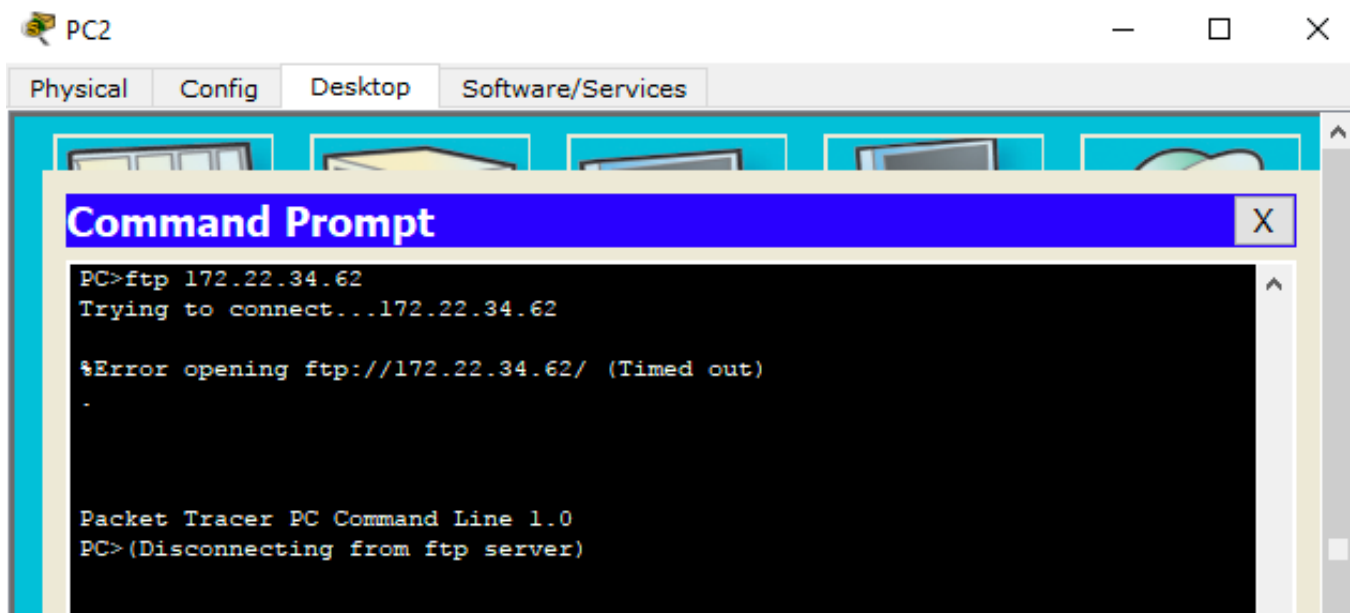 PC2
Physical Config Desktop Software/Services
Command Prompt X
PC>ftp 172.22.34.62
Trying to connect...172.22.34.62
%Error opening ftp://172.22.34.62/ (Timed out)
.
Packet Tracer PC Command Line 1.0
PC>(Disconnecting from ftp server)